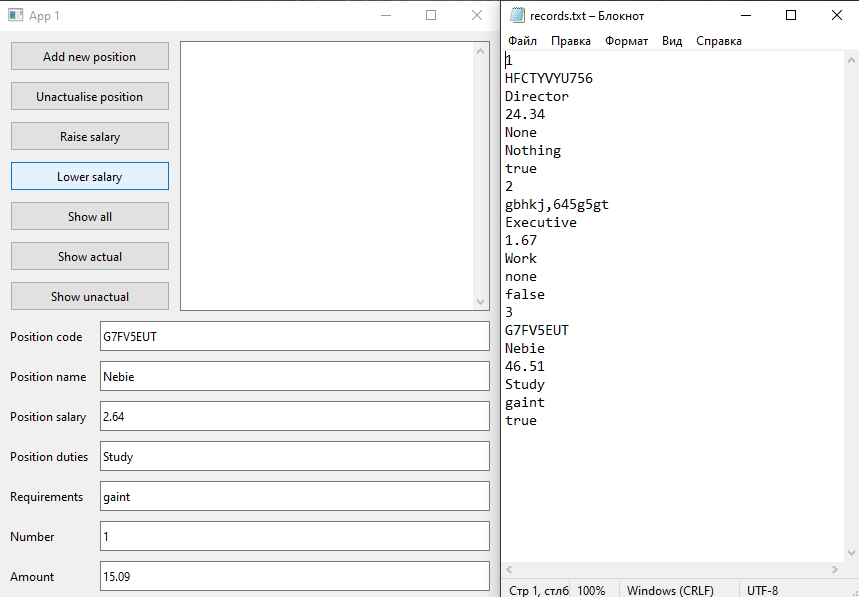 App 1
Add new position
Unactualise position
Raise salary
Lower salary
Show all
Show actual
Show unactual
Position code G7FV5EUT
Position name Nebie
Position salary 2.64
Position duties Study
Requirements gaint
Number 1
Amount 15.09
records.txt – Блокнот
Файл Правка Формат Вид Справка
1
HFCTYVYU756
Director
24.34
None
Nothing
true
2
gbhkj,645g5gt
Executive
1.67
Work
none
false
3
G7FV5EUT
Nebie
46.51
Study
gaint
true
Стр 1, стлб 100% Windows (CRLF) UTF-8